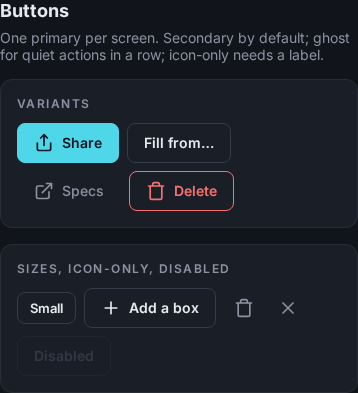 Buttons
One primary per screen. Secondary by default; ghost
for quiet actions in a row; icon-only needs a label.
VARIANTS
Share
Fill from...
Specs
Delete
SIZES, ICON-ONLY, DISABLED
Small
Add a box
Disabled